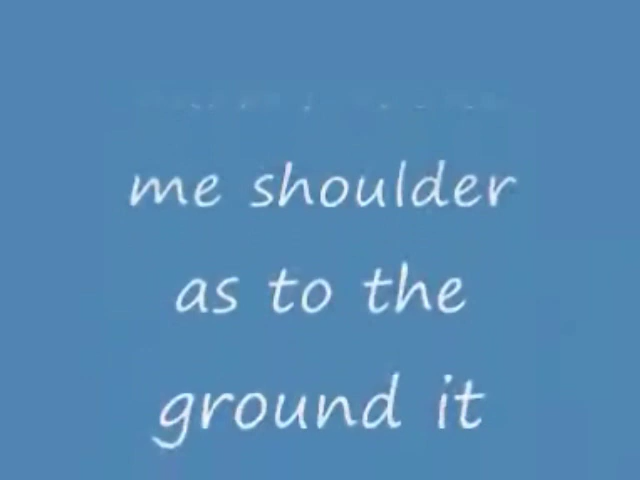 me shoulder
as to the
ground it